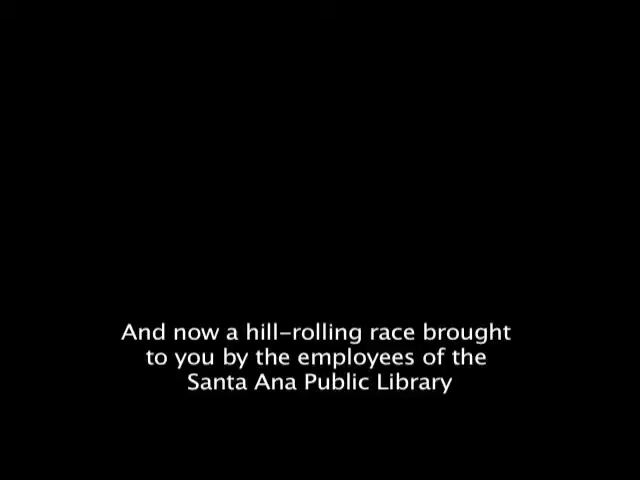 And now a hill-rolling race brought
to you by the employees of the
Santa Ana Public Library